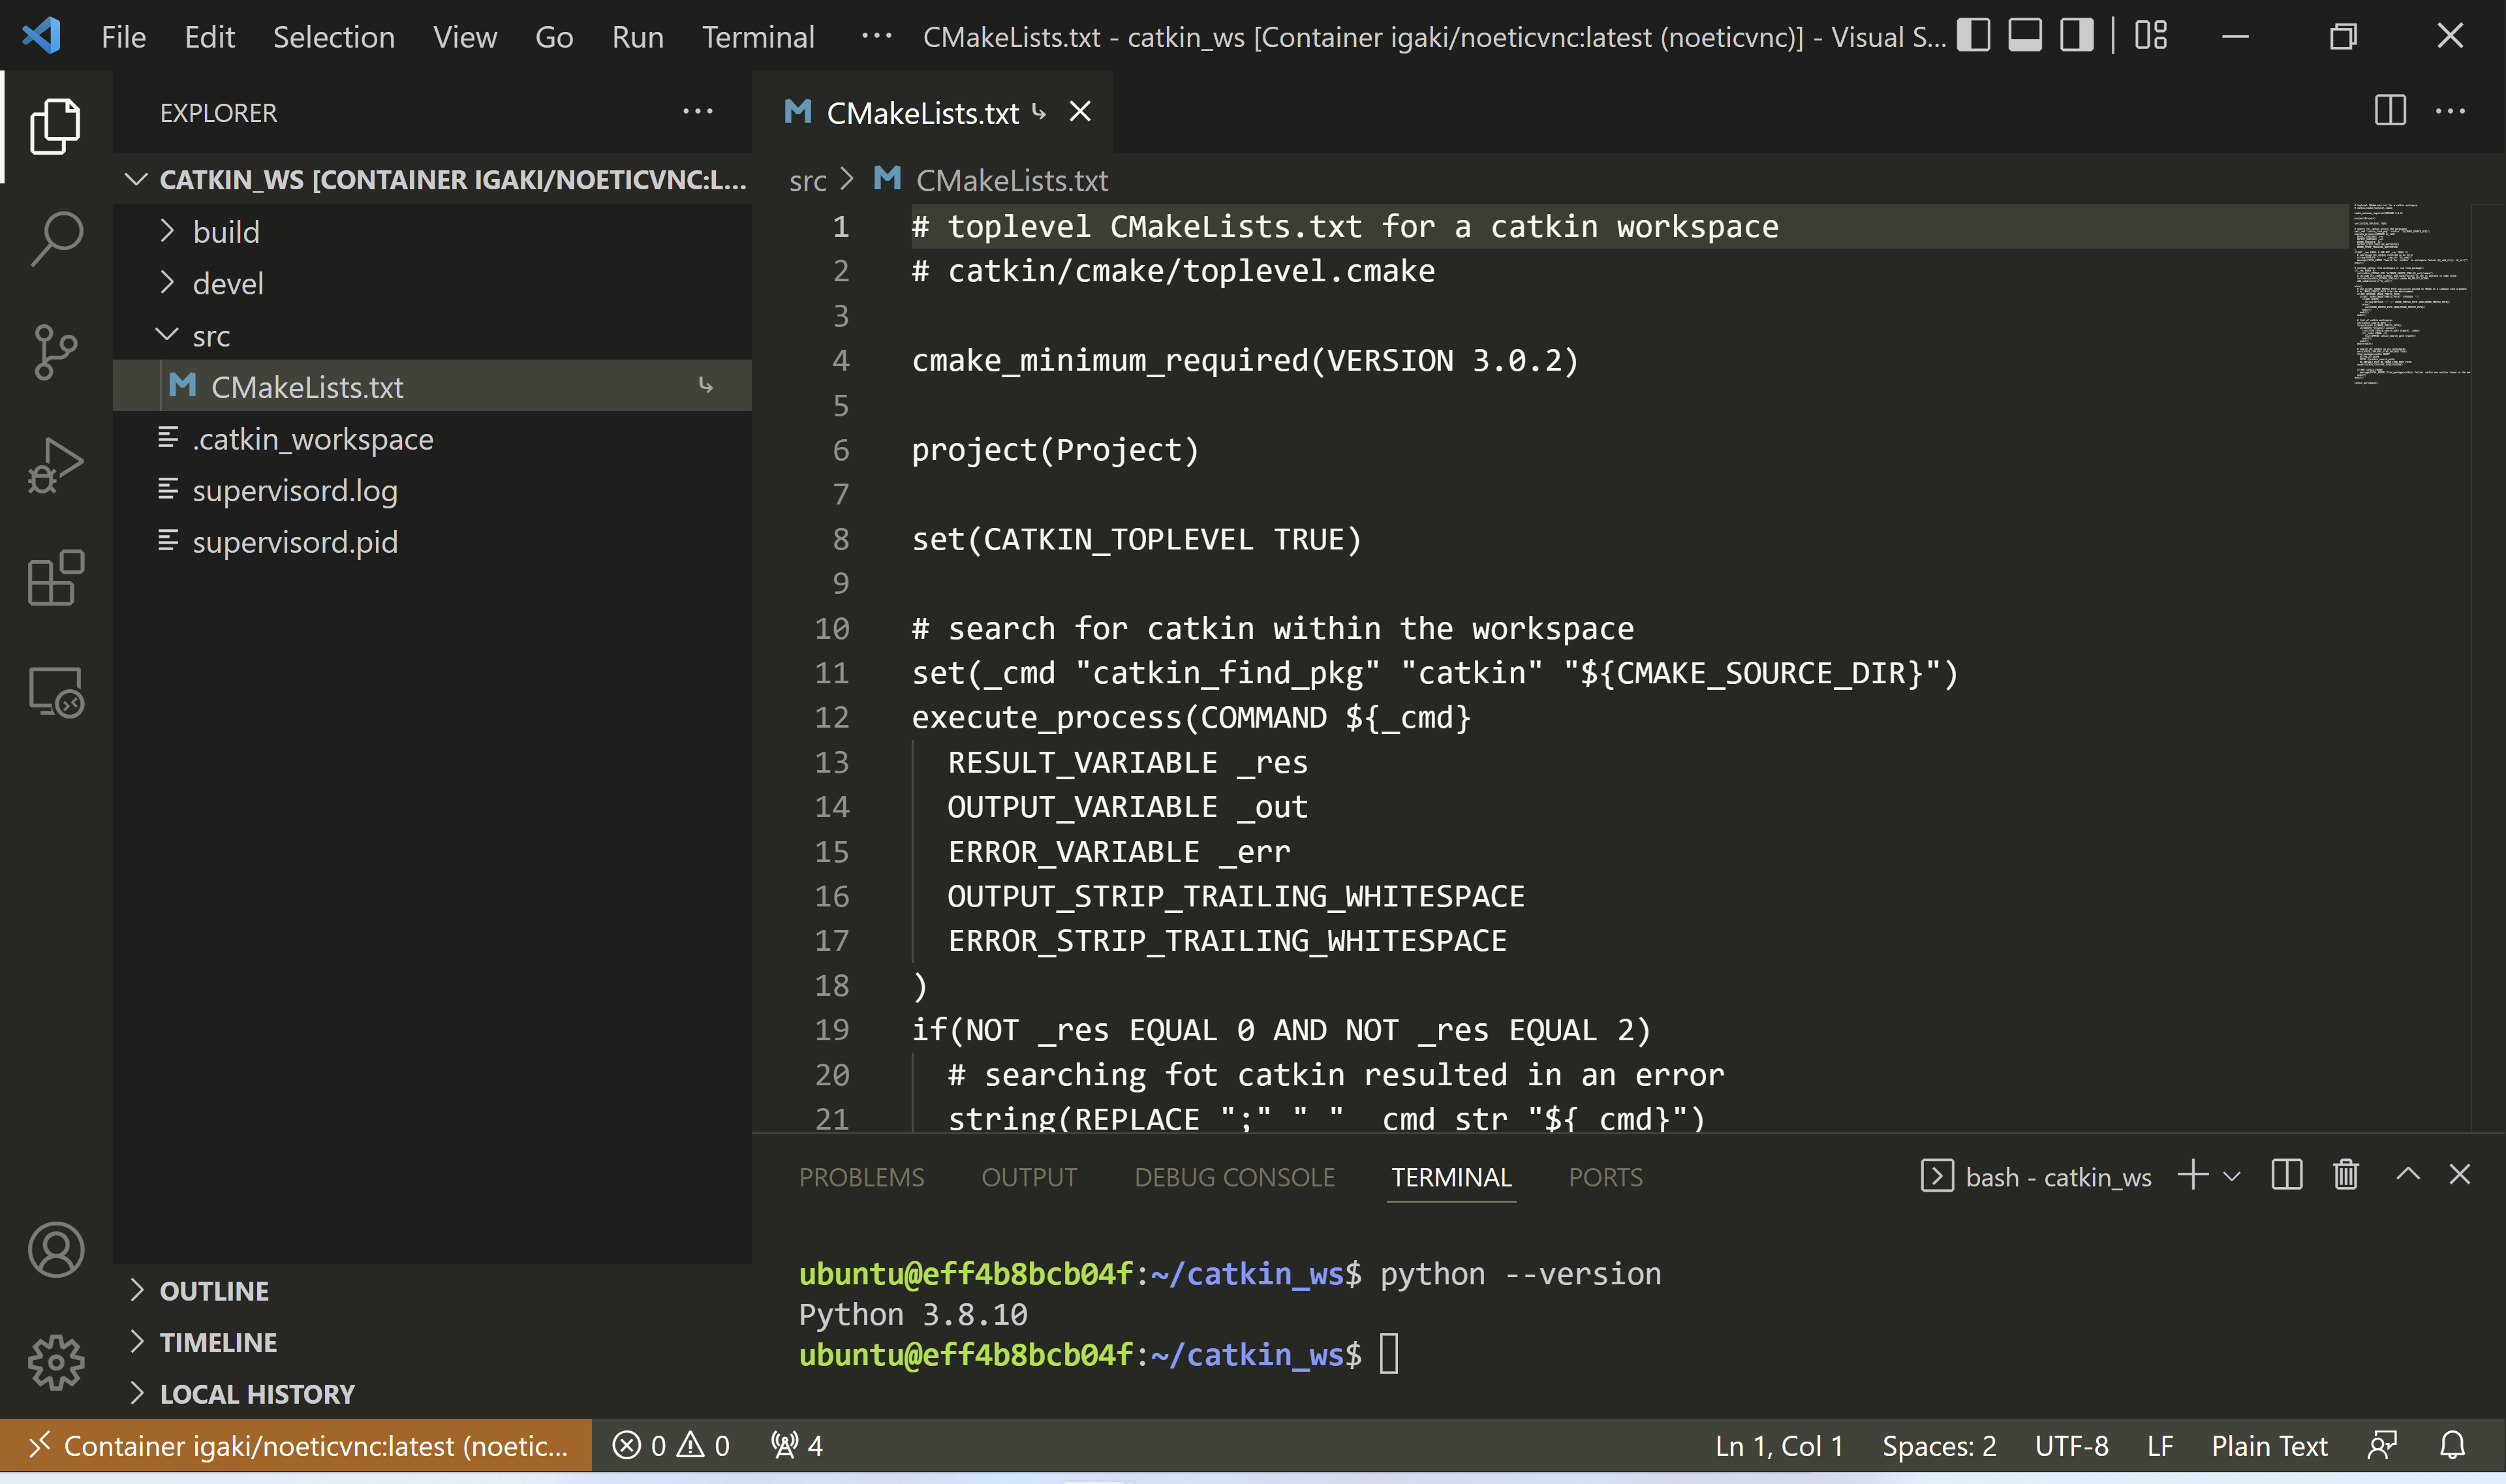 File Edit Selection View Go Run Terminal ··· CMakeLists.txt - catkin_ws [Container igaki/noeticvnc:latest (noeticvnc)] - Visual S...
EXPLORER
CATKIN_WS [CONTAINER IGAKI/NOETICVNC:L...
build
devel
src
CMakeLists.txt
.catkin_workspace
supervisord.log
supervisord.pid
OUTLINE
TIMELINE
LOCAL HISTORY
CMakeLists.txt
src > CMakeLists.txt
1 # toplevel CMakeLists.txt for a catkin workspace
2 # catkin/cmake/toplevel.cmake
3
4 cmake_minimum_required(VERSION 3.0.2)
5
6 project(Project)
7
8 set(CATKIN_TOPLEVEL TRUE)
9
10 # search for catkin within the workspace
11 set(_cmd "catkin_find_pkg" "catkin" "${CMAKE_SOURCE_DIR}")
12 execute_process(COMMAND ${_cmd}
13   RESULT_VARIABLE _res
14   OUTPUT_VARIABLE _out
15   ERROR_VARIABLE _err
16   OUTPUT_STRIP_TRAILING_WHITESPACE
17   ERROR_STRIP_TRAILING_WHITESPACE
18 )
19 if(NOT _res EQUAL 0 AND NOT _res EQUAL 2)
20   # searching fot catkin resulted in an error
21   string(REPLACE ";" " " _cmd_str "${_cmd}")
PROBLEMS OUTPUT DEBUG CONSOLE TERMINAL PORTS bash - catkin_ws
ubuntu@eff4b8bcb04f:~/catkin_ws$ python --version
Python 3.8.10
ubuntu@eff4b8bcb04f:~/catkin_ws$
Container igaki/noeticvnc:latest (noetic... 0 0 4 Ln 1, Col 1 Spaces: 2 UTF-8 LF Plain Text